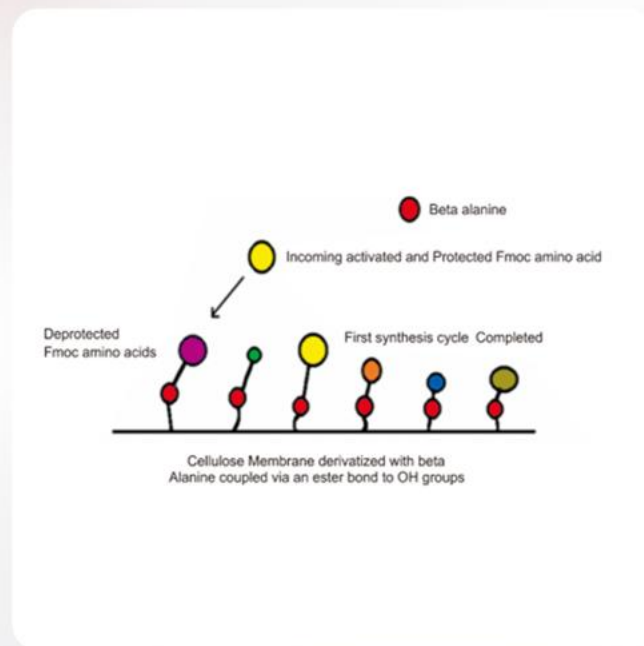 Beta alanine
Incoming activated and Protected Fmoc amino acid
Deprotected
Fmoc amino acids
First synthesis cycle Completed
Cellulose Membrane derivatized with beta
Alanine coupled via an ester bond to OH groups